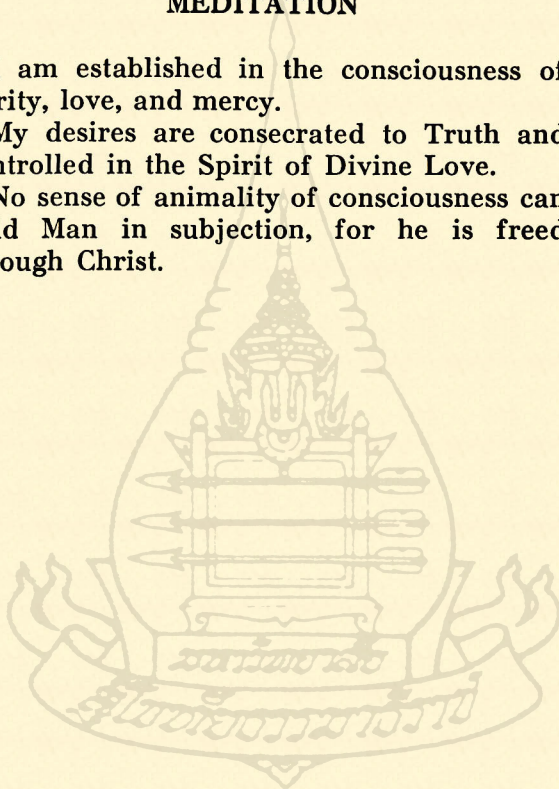 MEDITATION
am established in the consciousness of
rity, love, and mercy.
My desires are consecrated to Truth and
ntrolled in the Spirit of Divine Love.
No sense of animality of consciousness can
ld Man in subjection, for he is freed
ough Christ.